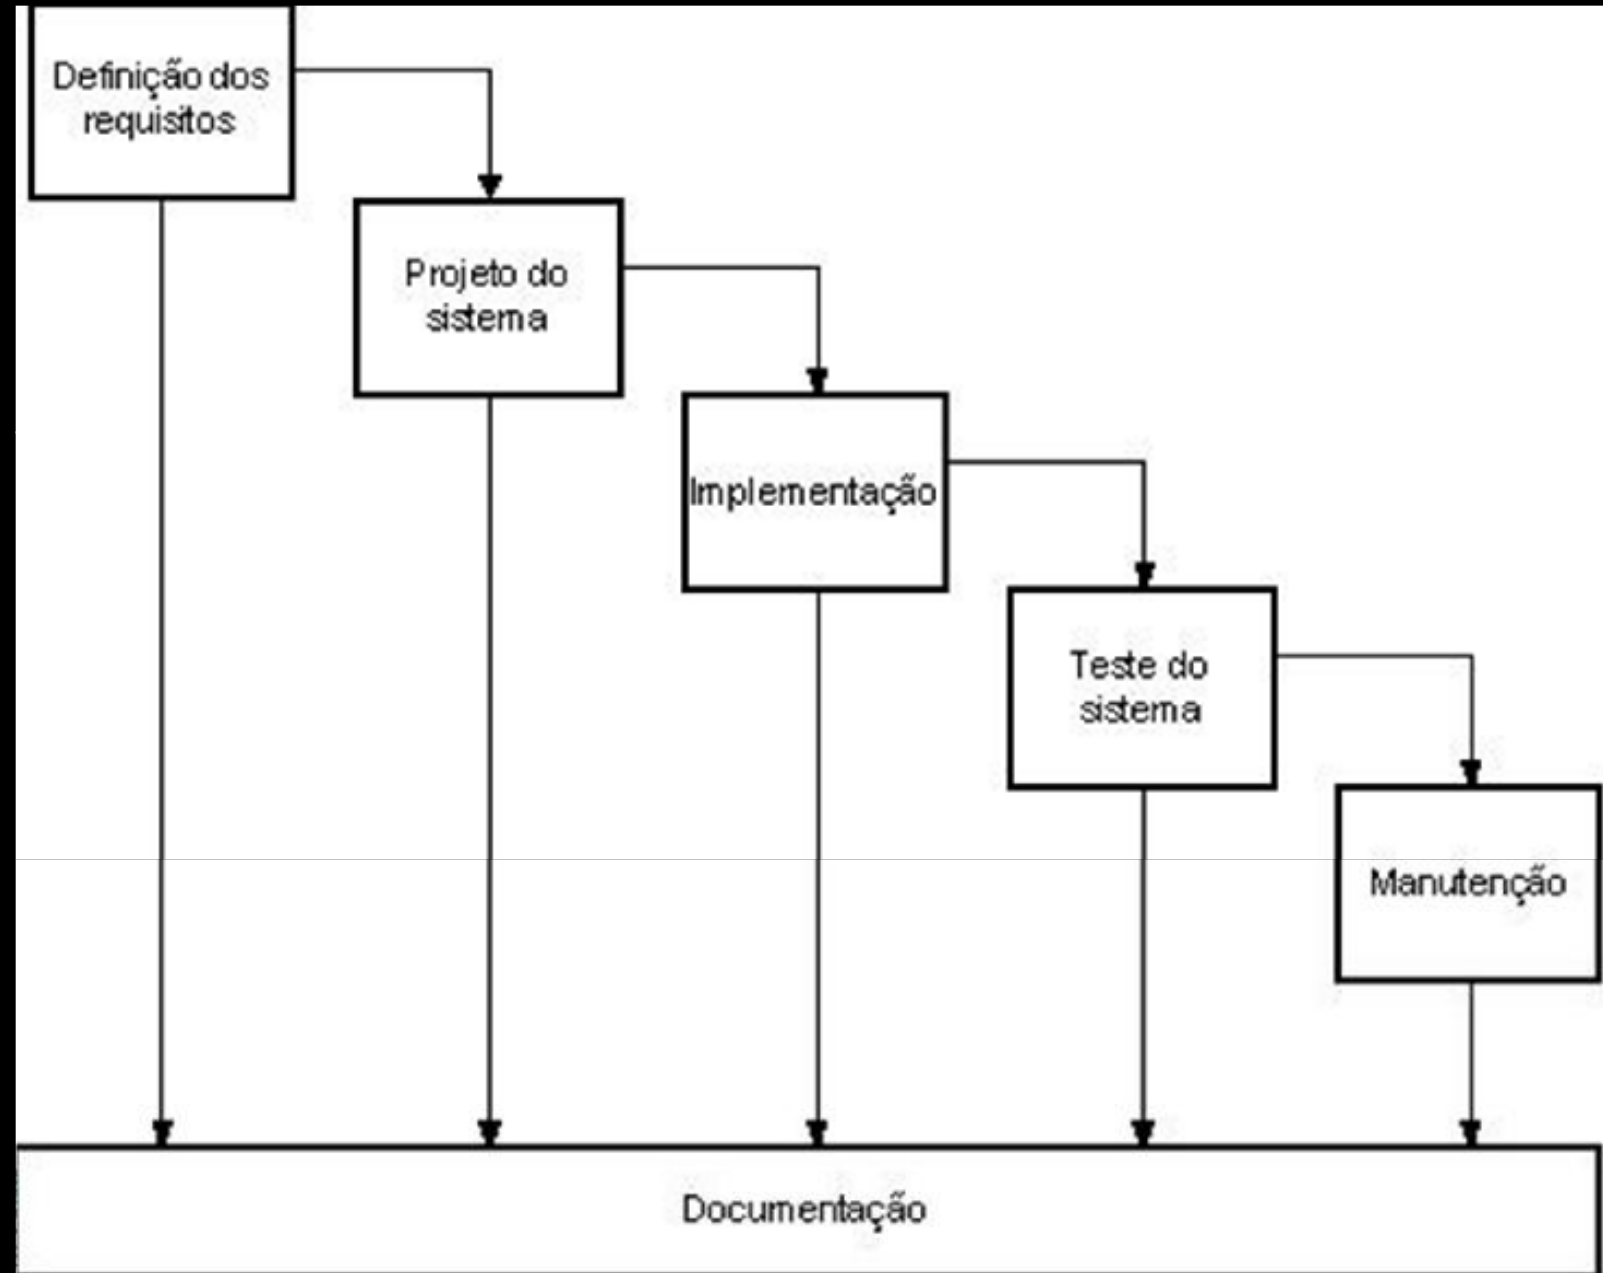 Definição dos
requisitos
Projeto do
sistema
Implementação
Teste do
sistema
Manutenção
Documentação